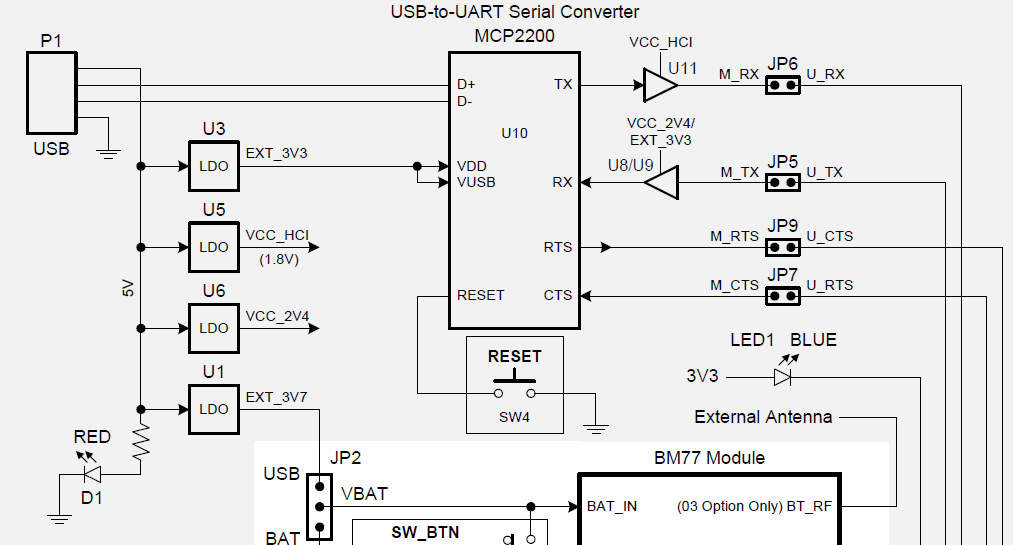 USB-to-UART Serial Converter
MCP2200
P1
USB
VCC_HCI
U11
TX
M_RX
JP6
U_RX
D+
D-
U10
U3
LDO
EXT_3V3
VDD
VUSB
VCC_2V4/
EXT_3V3
U8/U9
RX
M_TX
JP5
U_TX
U5
LDO
VCC_HCI
(1.8V)
RTS
M_RTS
JP9
U_CTS
5V
RESET
CTS
M_CTS
JP7
U_RTS
U6
LDO
VCC_2V4
RESET
SW4
LED1 BLUE
3V3
U1
LDO
EXT_3V7
External Antenna
RED
D1
JP2
USB
VBAT
BAT
SW_BTN
BM77 Module
BAT_IN
(03 Option Only) BT_RF